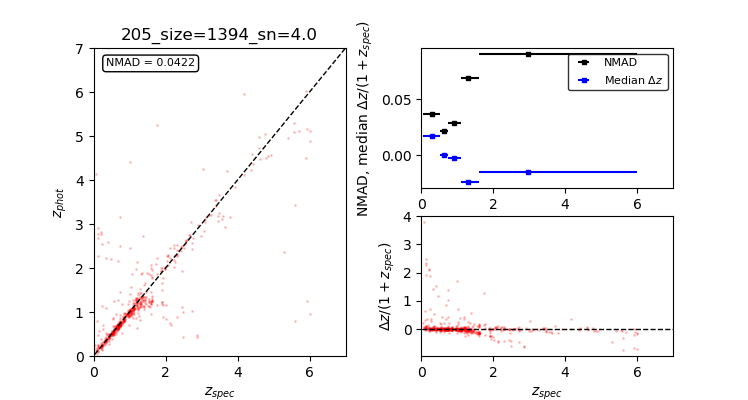 205_size=1394_sn=4.0
NMAD = 0.0422
7
6
5
4
3
2
1
0
z_phot
0 2 4 6
z_spec
NMAD, median Δz/(1 + z_spec)
NMAD
Median Δz
0.05
0.00
0 2 4 6
Δz/(1 + z_spec)
4
3
2
1
0
0 2 4 6
z_spec